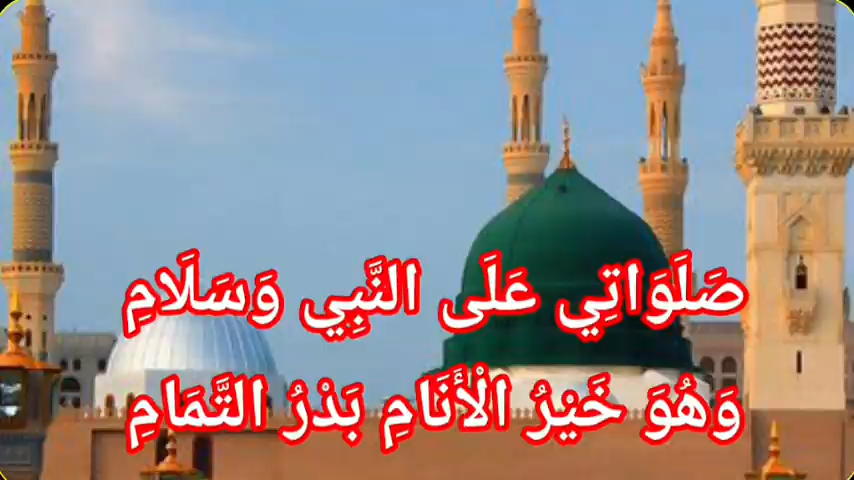 صَلَوَاتِي عَلَى النَّبِي وَسَلَامِ
وَهُوَ خَيْرُ الْأَنَامِ بَدْرُ التَّمَامِ